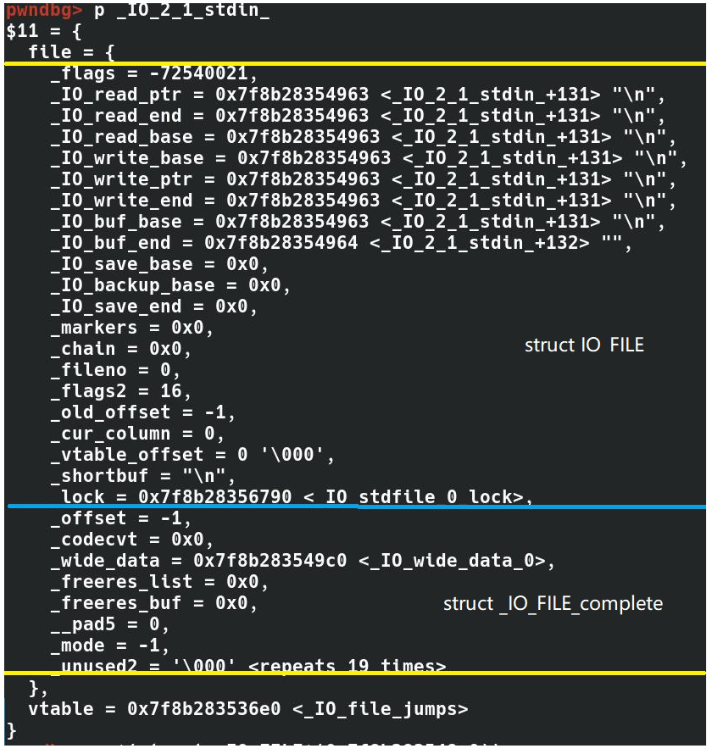 pwndbg> p _IO_2_1_stdin_
$11 = {
file = {
_flags = -72540021,
_IO_read_ptr = 0x7f8b28354963 <_IO_2_1_stdin_+131> "\n",
_IO_read_end = 0x7f8b28354963 <_IO_2_1_stdin_+131> "\n",
_IO_read_base = 0x7f8b28354963 <_IO_2_1_stdin_+131> "\n",
_IO_write_base = 0x7f8b28354963 <_IO_2_1_stdin_+131> "\n",
_IO_write_ptr = 0x7f8b28354963 <_IO_2_1_stdin_+131> "\n",
_IO_write_end = 0x7f8b28354963 <_IO_2_1_stdin_+131> "\n",
_IO_buf_base = 0x7f8b28354963 <_IO_2_1_stdin_+131> "\n",
_IO_buf_end = 0x7f8b28354964 <_IO_2_1_stdin_+132> "",
_IO_save_base = 0x0,
_IO_backup_base = 0x0,
_IO_save_end = 0x0,
_markers = 0x0,
_chain = 0x0,
struct IO_FILE
_fileno = 0,
_flags2 = 16,
_old_offset = -1,
_cur_column = 0,
_vtable_offset = 0 '\000',
_shortbuf = "\n",
_lock = 0x7f8b28356790 <_IO_stdfile_0_lock>,
_offset = -1,
_codecvt = 0x0,
_wide_data = 0x7f8b283549c0 <_IO_wide_data_0>,
_freeres_list = 0x0,
_freeres_buf = 0x0,
struct _IO_FILE_complete
__pad5 = 0,
_mode = -1,
_unused2 = '\000' <repeats 19 times>
},
vtable = 0x7f8b283536e0 <_IO_file_jumps>
}